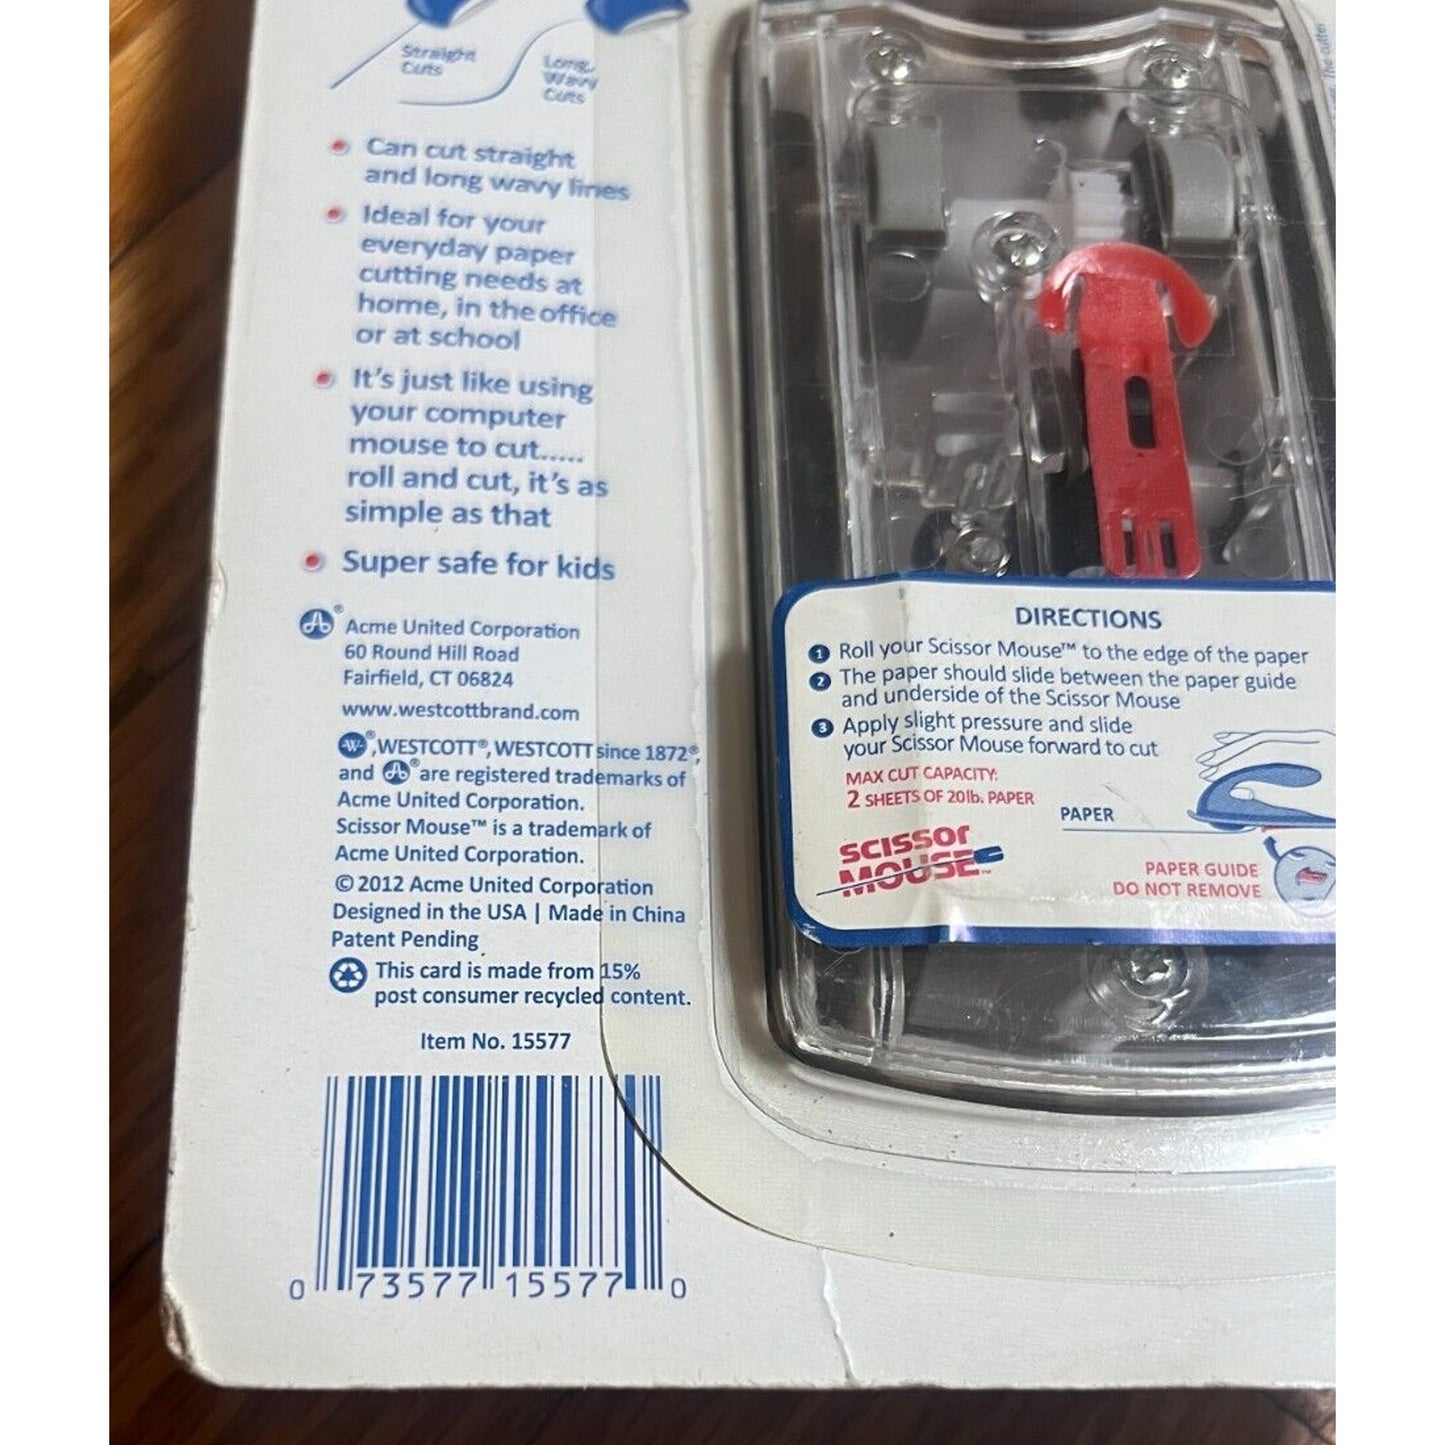 Straight
Cuts
Long,
Wavy
Cuts
Can cut straight
and long wavy lines
Ideal for your
everyday paper
cutting needs at
home, in the office
or at school
It's just like using
your computer
mouse to cut.....
roll and cut, it's as
simple as that
Super safe for kids
® Acme United Corporation
60 Round Hill Road
Fairfield, CT 06824
www.westcottbrand.com
W®, WESTCOTT®, WESTCOTT since 1872®,
and ® are registered trademarks of
Acme United Corporation.
Scissor Mouse™ is a trademark of
Acme United Corporation.
© 2012 Acme United Corporation
Designed in the USA | Made in China
Patent Pending
This card is made from 15%
post consumer recycled content.
Item No. 15577
0 73577 15577 0
DIRECTIONS
1 Roll your Scissor Mouse™ to the edge of the paper
2 The paper should slide between the paper guide
and underside of the Scissor Mouse
3 Apply slight pressure and slide
your Scissor Mouse forward to cut
MAX CUT CAPACITY:
2 SHEETS OF 20lb. PAPER
PAPER
SCISSOR
MOUSE™
PAPER GUIDE
DO NOT REMOVE
The cutter